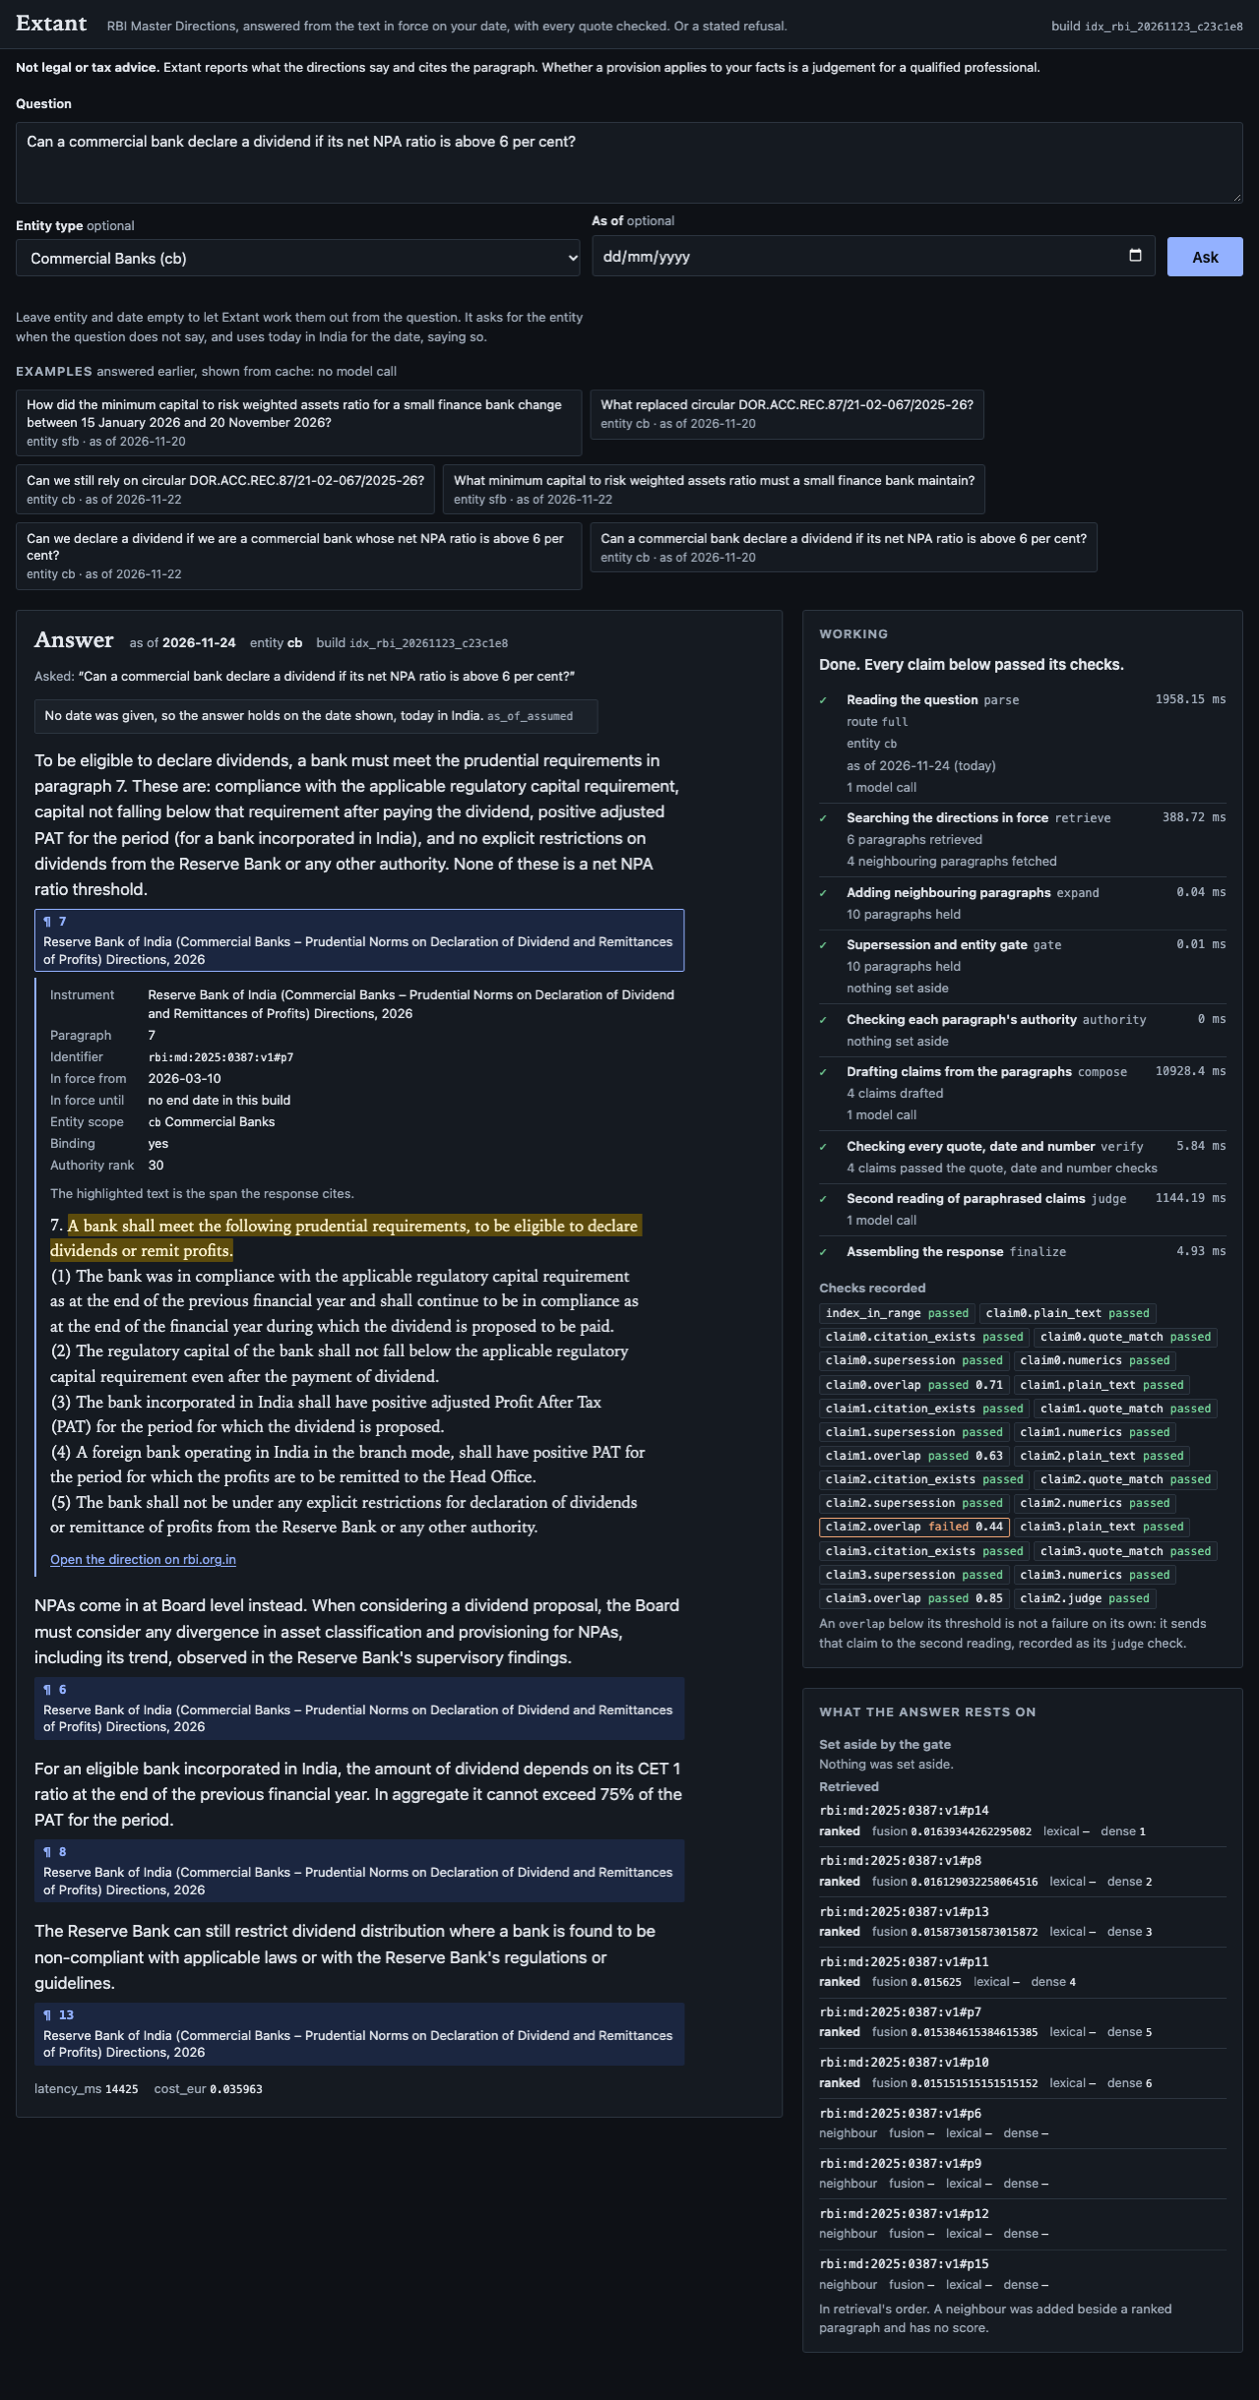 Extant RBI Master Directions, answered from the text in force on your date, with every quote checked. Or a stated refusal. build idx_rbi_20261123_c23c1e8
Not legal or tax advice. Extant reports what the directions say and cites the paragraph. Whether a provision applies to your facts is a judgement for a qualified professional.
Question
Can a commercial bank declare a dividend if its net NPA ratio is above 6 per cent?
Entity type optional
As of optional
Commercial Banks (cb)
dd/mm/yyyy
Ask
Leave entity and date empty to let Extant work them out from the question. It asks for the entity
when the question does not say, and uses today in India for the date, saying so.
EXAMPLES answered earlier, shown from cache: no model call
How did the minimum capital to risk weighted assets ratio for a small finance bank change
between 15 January 2026 and 20 November 2026?
entity sfb · as of 2026-11-20
What replaced circular DOR.ACC.REC.87/21-02-067/2025-26?
entity cb · as of 2026-11-20
Can we still rely on circular DOR.ACC.REC.87/21-02-067/2025-26?
entity cb · as of 2026-11-22
What minimum capital to risk weighted assets ratio must a small finance bank maintain?
entity sfb · as of 2026-11-22
Can we declare a dividend if we are a commercial bank whose net NPA ratio is above 6 per
cent?
entity cb · as of 2026-11-22
Can a commercial bank declare a dividend if its net NPA ratio is above 6 per cent?
entity cb · as of 2026-11-20
Answer as of 2026-11-24 entity cb build idx_rbi_20261123_c23c1e8
Asked: “Can a commercial bank declare a dividend if its net NPA ratio is above 6 per cent?”
No date was given, so the answer holds on the date shown, today in India. as_of_assumed
To be eligible to declare dividends, a bank must meet the prudential requirements in
paragraph 7. These are: compliance with the applicable regulatory capital requirement,
capital not falling below that requirement after paying the dividend, positive adjusted
PAT for the period (for a bank incorporated in India), and no explicit restrictions on
dividends from the Reserve Bank or any other authority. None of these is a net NPA
ratio threshold.
¶ 7
Reserve Bank of India (Commercial Banks – Prudential Norms on Declaration of Dividend and Remittances
of Profits) Directions, 2026
Instrument Reserve Bank of India (Commercial Banks – Prudential Norms on Declaration of Dividend
and Remittances of Profits) Directions, 2026
Paragraph 7
Identifier rbi:md:2025:0387:v1#p7
In force from 2026-03-10
In force until no end date in this build
Entity scope cb Commercial Banks
Binding yes
Authority rank 30
The highlighted text is the span the response cites.
7. A bank shall meet the following prudential requirements, to be eligible to declare
dividends or remit profits.
(1) The bank was in compliance with the applicable regulatory capital requirement
as at the end of the previous financial year and shall continue to be in compliance as
at the end of the financial year during which the dividend is proposed to be paid.
(2) The regulatory capital of the bank shall not fall below the applicable regulatory
capital requirement even after the payment of dividend.
(3) The bank incorporated in India shall have positive adjusted Profit After Tax
(PAT) for the period for which the dividend is proposed.
(4) A foreign bank operating in India in the branch mode, shall have positive PAT for
the period for which the profits are to be remitted to the Head Office.
(5) The bank shall not be under any explicit restrictions for declaration of dividends
or remittance of profits from the Reserve Bank or any other authority.
Open the direction on rbi.org.in
NPAs come in at Board level instead. When considering a dividend proposal, the Board
must consider any divergence in asset classification and provisioning for NPAs,
including its trend, observed in the Reserve Bank's supervisory findings.
¶ 6
Reserve Bank of India (Commercial Banks – Prudential Norms on Declaration of Dividend and Remittances
of Profits) Directions, 2026
For an eligible bank incorporated in India, the amount of dividend depends on its CET 1
ratio at the end of the previous financial year. In aggregate it cannot exceed 75% of the
PAT for the period.
¶ 8
Reserve Bank of India (Commercial Banks – Prudential Norms on Declaration of Dividend and Remittances
of Profits) Directions, 2026
The Reserve Bank can still restrict dividend distribution where a bank is found to be
non-compliant with applicable laws or with the Reserve Bank's regulations or
guidelines.
¶ 13
Reserve Bank of India (Commercial Banks – Prudential Norms on Declaration of Dividend and Remittances
of Profits) Directions, 2026
latency_ms 14425 cost_eur 0.035963
WORKING
Done. Every claim below passed its checks.
✓ Reading the question parse 1958.15 ms
route full
entity cb
as of 2026-11-24 (today)
1 model call
✓ Searching the directions in force retrieve 388.72 ms
6 paragraphs retrieved
4 neighbouring paragraphs fetched
✓ Adding neighbouring paragraphs expand 0.04 ms
10 paragraphs held
✓ Supersession and entity gate gate 0.01 ms
10 paragraphs held
nothing set aside
✓ Checking each paragraph's authority authority 0 ms
nothing set aside
✓ Drafting claims from the paragraphs compose 10928.4 ms
4 claims drafted
1 model call
✓ Checking every quote, date and number verify 5.84 ms
4 claims passed the quote, date and number checks
✓ Second reading of paraphrased claims judge 1144.19 ms
1 model call
✓ Assembling the response finalize 4.93 ms
Checks recorded
index_in_range passed claim0.plain_text passed
claim0.citation_exists passed claim0.quote_match passed
claim0.supersession passed claim0.numerics passed
claim0.overlap passed 0.71 claim1.plain_text passed
claim1.citation_exists passed claim1.quote_match passed
claim1.supersession passed claim1.numerics passed
claim1.overlap passed 0.63 claim2.plain_text passed
claim2.citation_exists passed claim2.quote_match passed
claim2.supersession passed claim2.numerics passed
claim2.overlap failed 0.44 claim3.plain_text passed
claim3.citation_exists passed claim3.quote_match passed
claim3.supersession passed claim3.numerics passed
claim3.overlap passed 0.85 claim2.judge passed
An overlap below its threshold is not a failure on its own: it sends
that claim to the second reading, recorded as its judge check.
WHAT THE ANSWER RESTS ON
Set aside by the gate
Nothing was set aside.
Retrieved
rbi:md:2025:0387:v1#p14
ranked fusion 0.01639344262295082 lexical – dense 1
rbi:md:2025:0387:v1#p8
ranked fusion 0.016129032258064516 lexical – dense 2
rbi:md:2025:0387:v1#p13
ranked fusion 0.015873015873015872 lexical – dense 3
rbi:md:2025:0387:v1#p11
ranked fusion 0.015625 lexical – dense 4
rbi:md:2025:0387:v1#p7
ranked fusion 0.015384615384615385 lexical – dense 5
rbi:md:2025:0387:v1#p10
ranked fusion 0.015151515151515152 lexical – dense 6
rbi:md:2025:0387:v1#p6
neighbour fusion – lexical – dense –
rbi:md:2025:0387:v1#p9
neighbour fusion – lexical – dense –
rbi:md:2025:0387:v1#p12
neighbour fusion – lexical – dense –
rbi:md:2025:0387:v1#p15
neighbour fusion – lexical – dense –
In retrieval's order. A neighbour was added beside a ranked
paragraph and has no score.